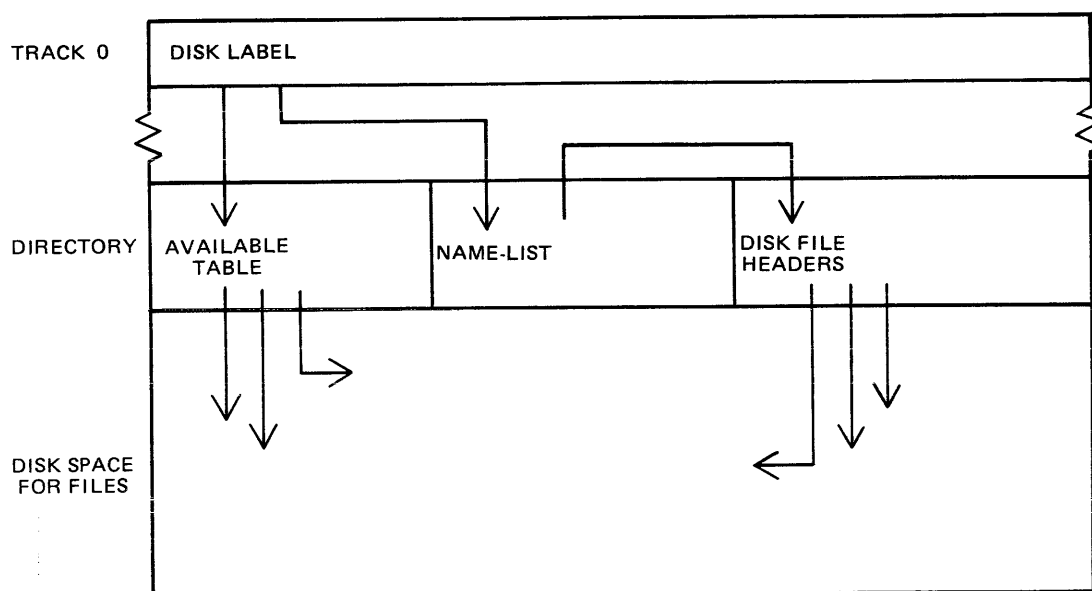 TRACK 0
DISK LABEL
DIRECTORY
AVAILABLE
TABLE
NAME-LIST
DISK FILE
HEADERS
DISK SPACE
FOR FILES